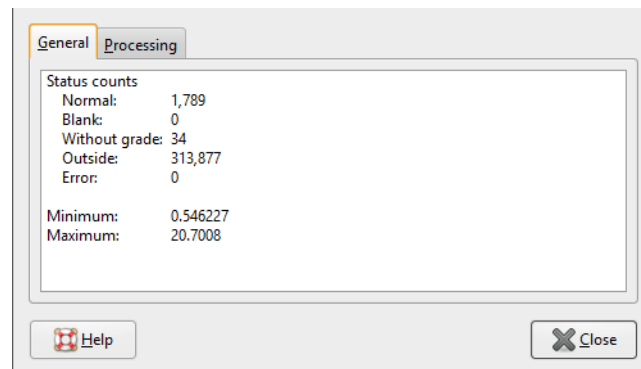 General Processing
Status counts
Normal: 1,789
Blank: 0
Without grade: 34
Outside: 313,877
Error: 0
Minimum: 0.546227
Maximum: 20.7008
Help Close